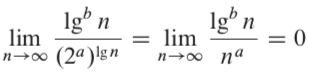 lim_{n→∞} lg^b n / (2^a)^{lg n} = lim_{n→∞} lg^b n / n^a = 0